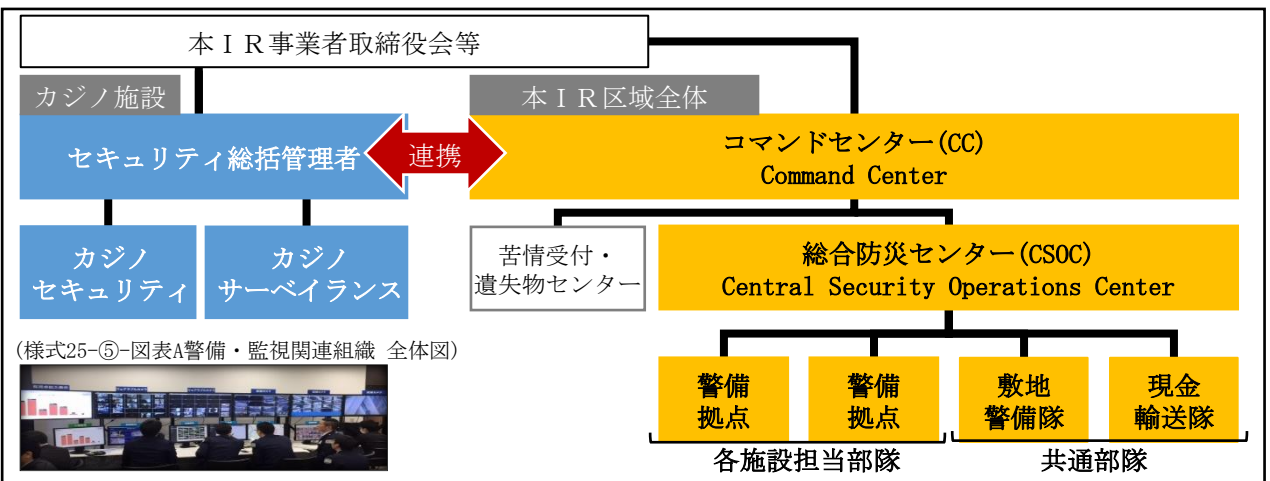 本ＩＲ事業者取締役会等
カジノ施設
本ＩＲ区域全体
セキュリティ総括管理者
連携
コマンドセンター(CC)
Command Center
カジノ
セキュリティ
カジノ
サーベイランス
苦情受付・
遺失物センター
総合防災センター(CSOC)
Central Security Operations Center
(様式25-⑤-図表A警備・監視関連組織 全体図)
警備
拠点
警備
拠点
敷地
警備隊
現金
輸送隊
各施設担当部隊
共通部隊